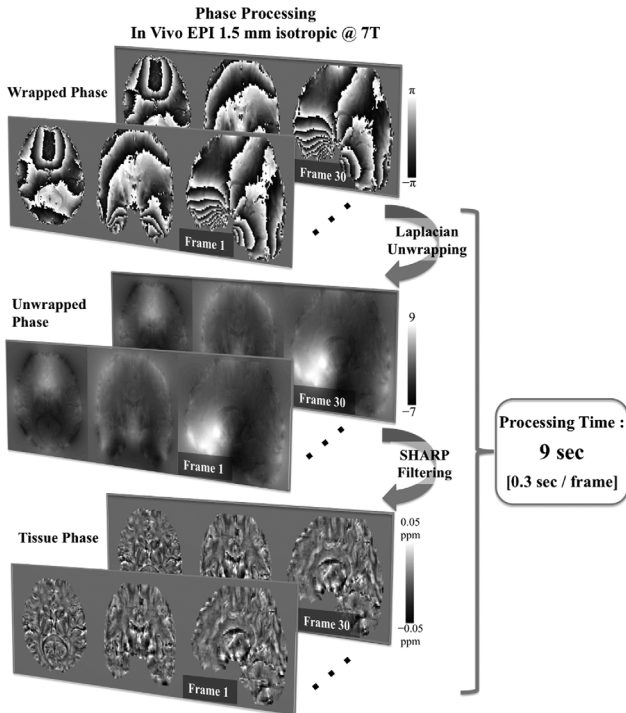 Phase Processing
In Vivo EPI 1.5 mm isotropic @ 7T
Wrapped Phase
π
−π
Frame 30
Frame 1
Laplacian
Unwrapping
Unwrapped
Phase
9
−7
Frame 30
Frame 1
Processing Time :
9 sec
[0.3 sec / frame]
SHARP
Filtering
Tissue Phase
0.05
ppm
−0.05
ppm
Frame 30
Frame 1